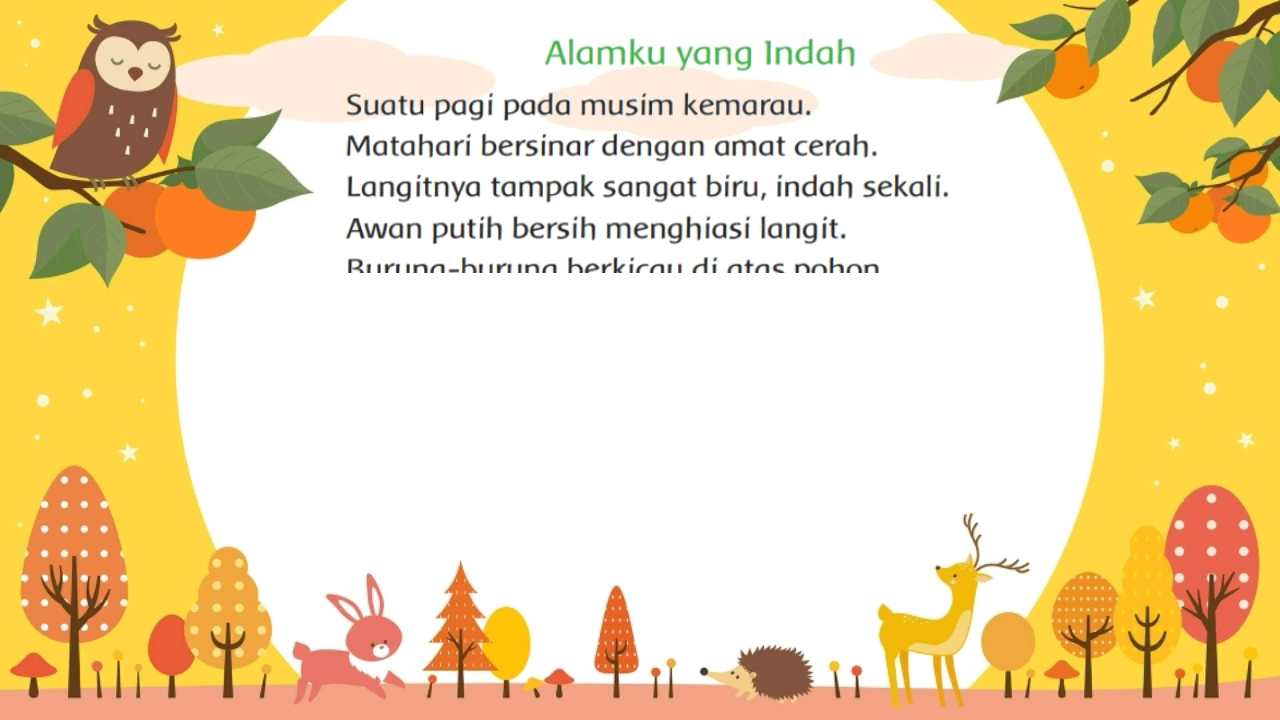 Alamku yang Indah
Suatu pagi pada musim kemarau.
Matahari bersinar dengan amat cerah.
Langitnya tampak sangat biru, indah sekali.
Awan putih bersih menghiasi langit.
Burung-burung berkicau di atas pohon